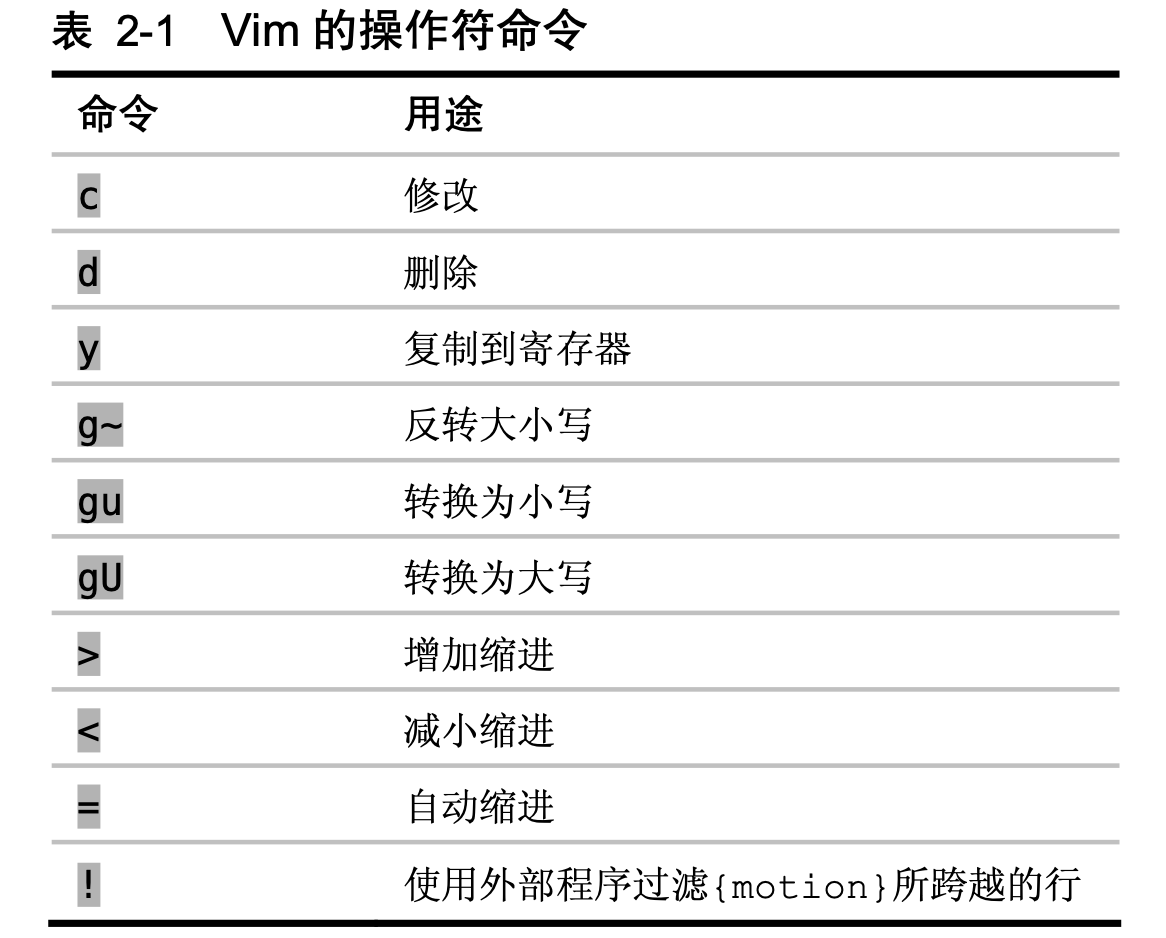 表 2-1 Vim 的操作符命令
命令 用途
c 修改
d 删除
y 复制到寄存器
g~ 反转大小写
gu 转换为小写
gU 转换为大写
> 增加缩进
< 减小缩进
= 自动缩进
! 使用外部程序过滤{motion}所跨越的行